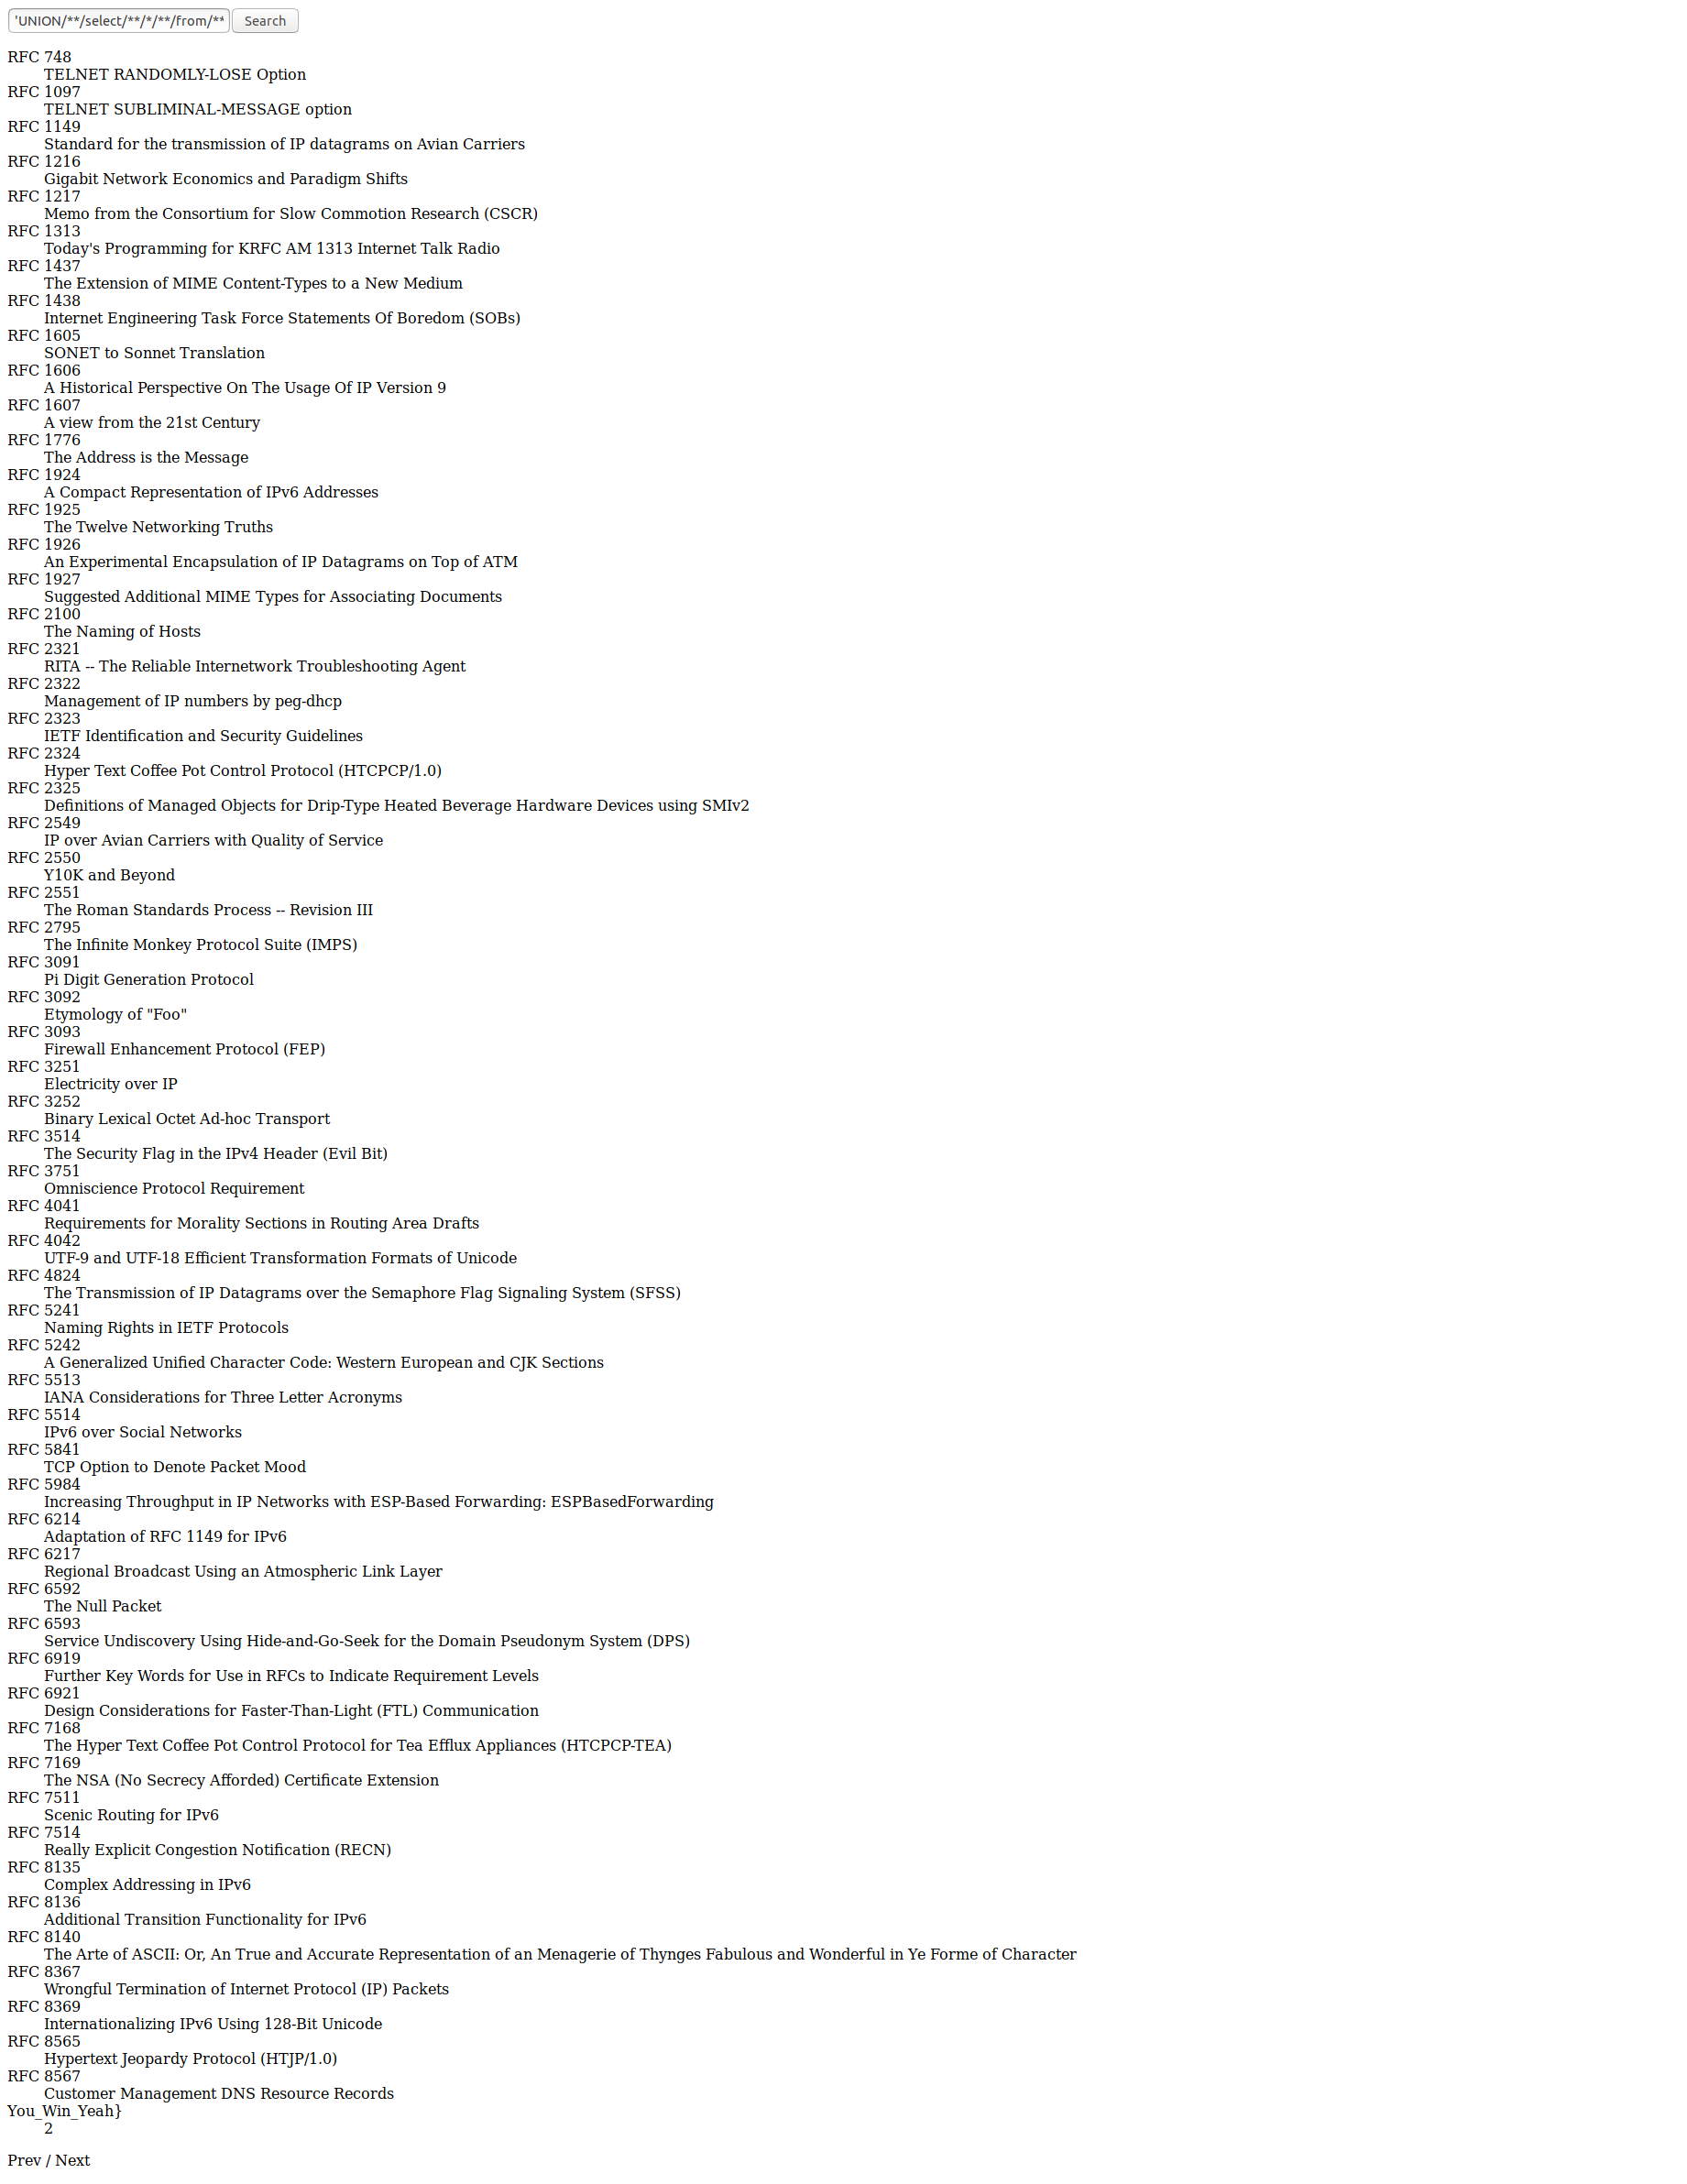 'UNION/**/select/**/*/**/from/** Search
RFC 748
TELNET RANDOMLY-LOSE Option
RFC 1097
TELNET SUBLIMINAL-MESSAGE option
RFC 1149
Standard for the transmission of IP datagrams on Avian Carriers
RFC 1216
Gigabit Network Economics and Paradigm Shifts
RFC 1217
Memo from the Consortium for Slow Commotion Research (CSCR)
RFC 1313
Today's Programming for KRFC AM 1313 Internet Talk Radio
RFC 1437
The Extension of MIME Content-Types to a New Medium
RFC 1438
Internet Engineering Task Force Statements Of Boredom (SOBs)
RFC 1605
SONET to Sonnet Translation
RFC 1606
A Historical Perspective On The Usage Of IP Version 9
RFC 1607
A view from the 21st Century
RFC 1776
The Address is the Message
RFC 1924
A Compact Representation of IPv6 Addresses
RFC 1925
The Twelve Networking Truths
RFC 1926
An Experimental Encapsulation of IP Datagrams on Top of ATM
RFC 1927
Suggested Additional MIME Types for Associating Documents
RFC 2100
The Naming of Hosts
RFC 2321
RITA -- The Reliable Internetwork Troubleshooting Agent
RFC 2322
Management of IP numbers by peg-dhcp
RFC 2323
IETF Identification and Security Guidelines
RFC 2324
Hyper Text Coffee Pot Control Protocol (HTCPCP/1.0)
RFC 2325
Definitions of Managed Objects for Drip-Type Heated Beverage Hardware Devices using SMIv2
RFC 2549
IP over Avian Carriers with Quality of Service
RFC 2550
Y10K and Beyond
RFC 2551
The Roman Standards Process -- Revision III
RFC 2795
The Infinite Monkey Protocol Suite (IMPS)
RFC 3091
Pi Digit Generation Protocol
RFC 3092
Etymology of "Foo"
RFC 3093
Firewall Enhancement Protocol (FEP)
RFC 3251
Electricity over IP
RFC 3252
Binary Lexical Octet Ad-hoc Transport
RFC 3514
The Security Flag in the IPv4 Header (Evil Bit)
RFC 3751
Omniscience Protocol Requirement
RFC 4041
Requirements for Morality Sections in Routing Area Drafts
RFC 4042
UTF-9 and UTF-18 Efficient Transformation Formats of Unicode
RFC 4824
The Transmission of IP Datagrams over the Semaphore Flag Signaling System (SFSS)
RFC 5241
Naming Rights in IETF Protocols
RFC 5242
A Generalized Unified Character Code: Western European and CJK Sections
RFC 5513
IANA Considerations for Three Letter Acronyms
RFC 5514
IPv6 over Social Networks
RFC 5841
TCP Option to Denote Packet Mood
RFC 5984
Increasing Throughput in IP Networks with ESP-Based Forwarding: ESPBasedForwarding
RFC 6214
Adaptation of RFC 1149 for IPv6
RFC 6217
Regional Broadcast Using an Atmospheric Link Layer
RFC 6592
The Null Packet
RFC 6593
Service Undiscovery Using Hide-and-Go-Seek for the Domain Pseudonym System (DPS)
RFC 6919
Further Key Words for Use in RFCs to Indicate Requirement Levels
RFC 6921
Design Considerations for Faster-Than-Light (FTL) Communication
RFC 7168
The Hyper Text Coffee Pot Control Protocol for Tea Efflux Appliances (HTCPCP-TEA)
RFC 7169
The NSA (No Secrecy Afforded) Certificate Extension
RFC 7511
Scenic Routing for IPv6
RFC 7514
Really Explicit Congestion Notification (RECN)
RFC 8135
Complex Addressing in IPv6
RFC 8136
Additional Transition Functionality for IPv6
RFC 8140
The Arte of ASCII: Or, An True and Accurate Representation of an Menagerie of Thynges Fabulous and Wonderful in Ye Forme of Character
RFC 8367
Wrongful Termination of Internet Protocol (IP) Packets
RFC 8369
Internationalizing IPv6 Using 128-Bit Unicode
RFC 8565
Hypertext Jeopardy Protocol (HTJP/1.0)
RFC 8567
Customer Management DNS Resource Records
You_Win_Yeah}
2
Prev / Next